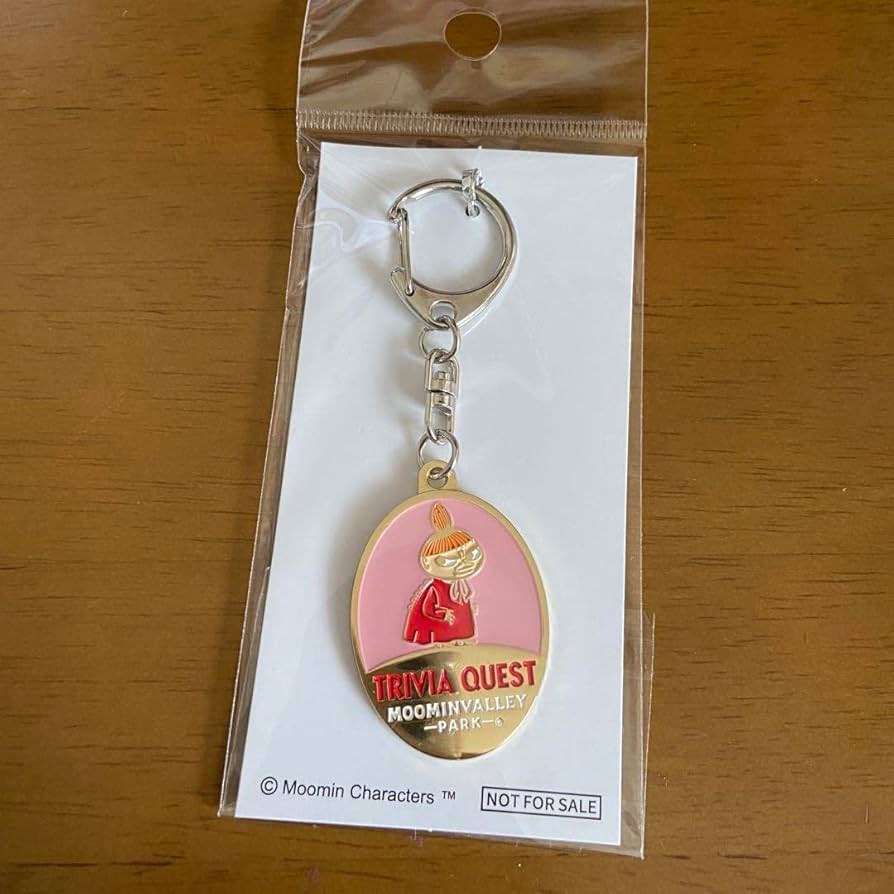 TRIVIA QUEST
MOOMINVALLEY
—PARK—©
© Moomin Characters ™
NOT FOR SALE